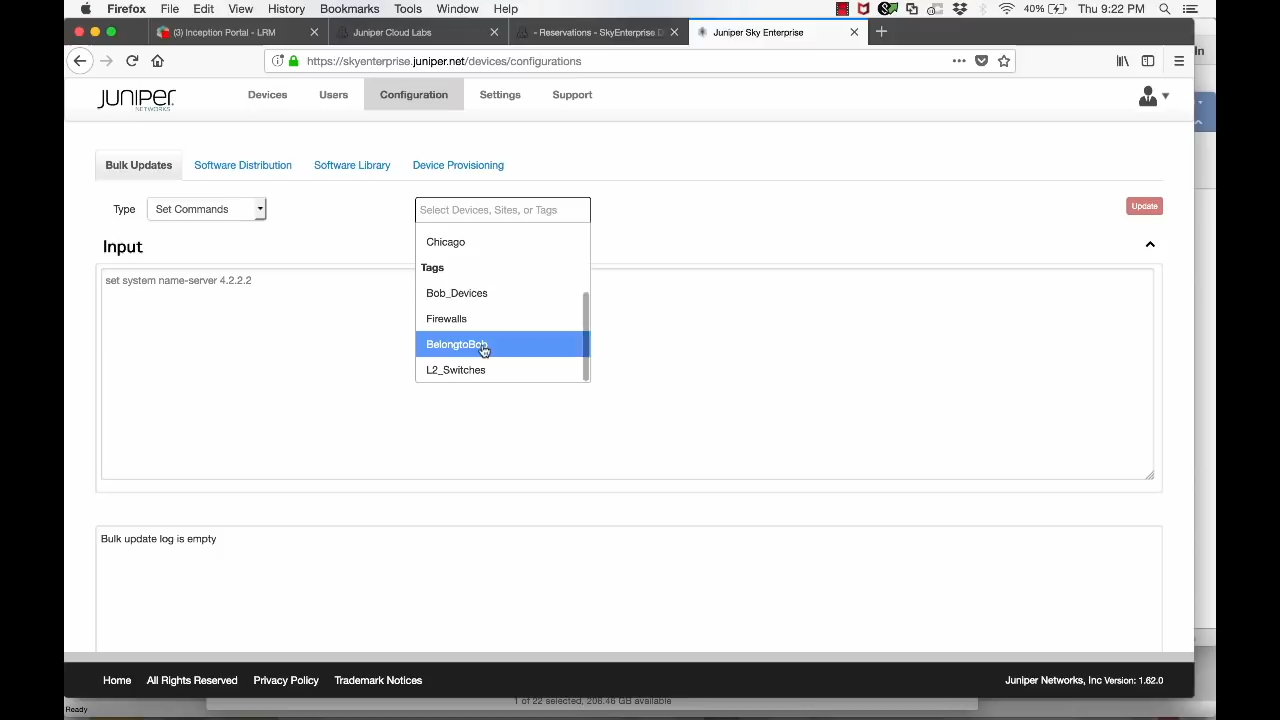 Firefox File Edit View History Bookmarks Tools Window Help
40% Thu 9:22 PM
(3) Inception Portal - LRM
Juniper Cloud Labs
- Reservations - SkyEnterprise D
Juniper Sky Enterprise
https://skyenterprise.juniper.net/devices/configurations
JUNIPER NETWORKS
Devices Users Configuration Settings Support
Bulk Updates Software Distribution Software Library Device Provisioning
Type Set Commands Select Devices, Sites, or Tags Update
Chicago
Tags
Bob_Devices
Firewalls
BelongtoBob
L2_Switches
Input
set system name-server 4.2.2.2
Bulk update log is empty
Home All Rights Reserved Privacy Policy Trademark Notices
Juniper Networks, Inc Version: 1.62.0
1 of 22 selected, 206.46 GB available
Ready
In